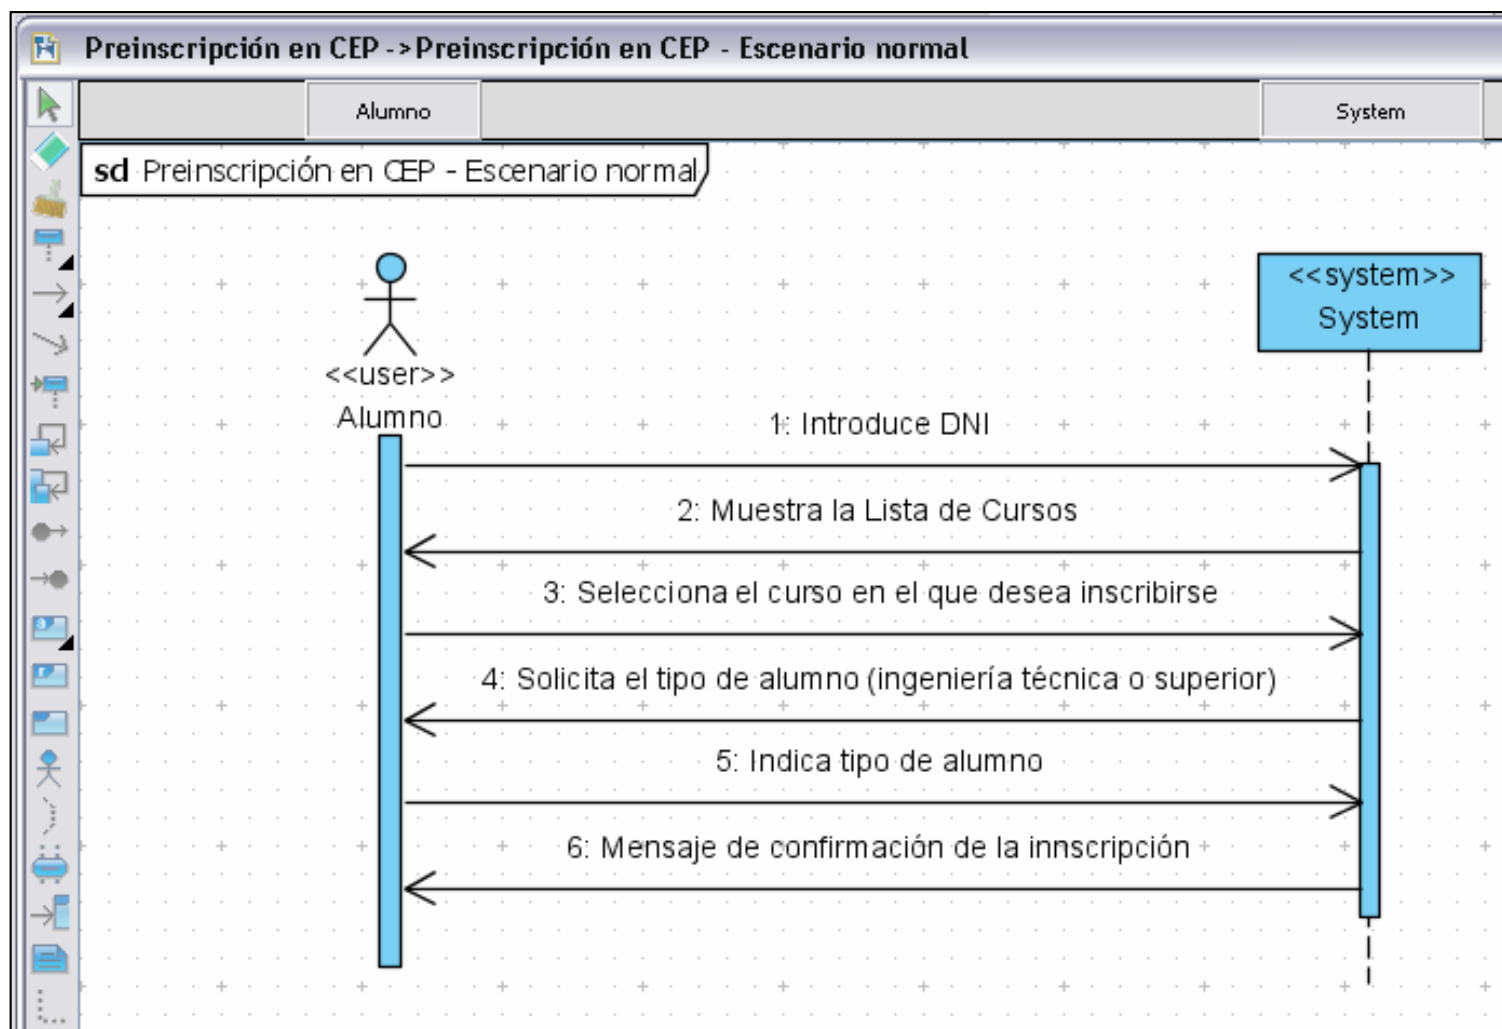 Preinscripción en CEP -> Preinscripción en CEP - Escenario normal
Alumno
System
sd Preinscripción en CEP - Escenario normal
<<system>>
System
<<user>>
Alumno
1: Introduce DNI
2: Muestra la Lista de Cursos
3: Selecciona el curso en el que desea inscribirse
4: Solicita el tipo de alumno (ingeniería técnica o superior)
5: Indica tipo de alumno
6: Mensaje de confirmación de la innscripción